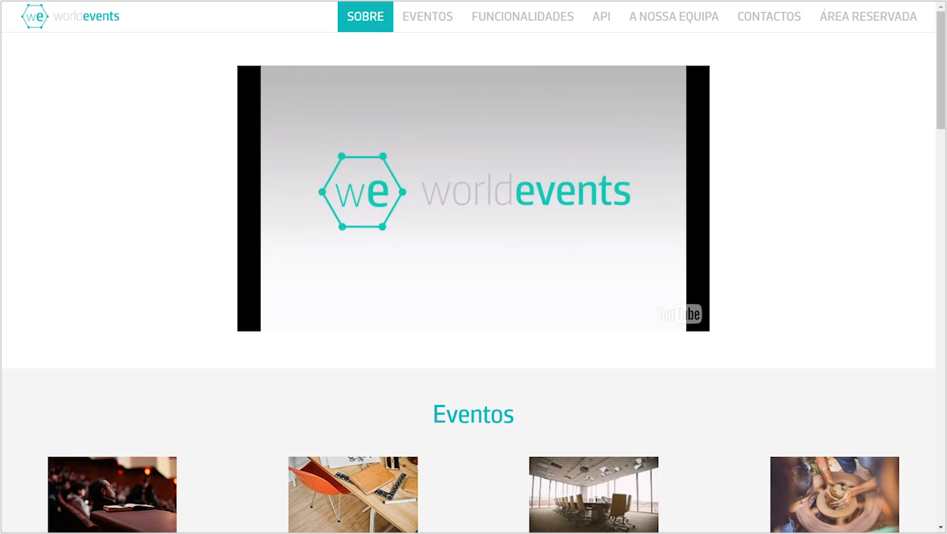 we worldevents
SOBRE EVENTOS FUNCIONALIDADES API A NOSSA EQUIPA CONTACTOS ÁREA RESERVADA
we worldevents
YouTube
Eventos